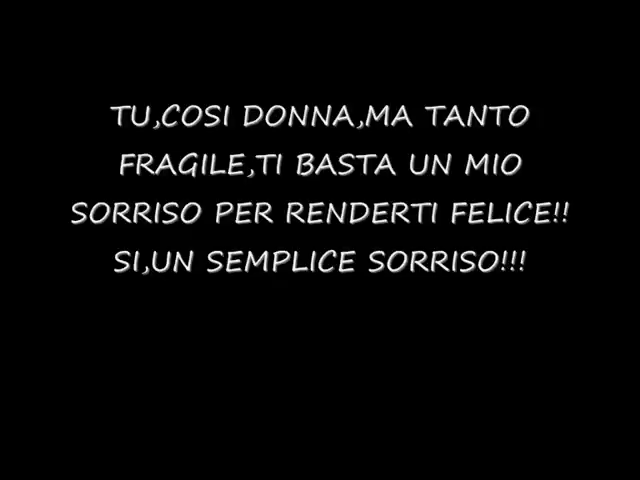 TU,COSI DONNA,MA TANTO
FRAGILE,TI BASTA UN MIO
SORRISO PER RENDERTI FELICE!!
SI,UN SEMPLICE SORRISO!!!